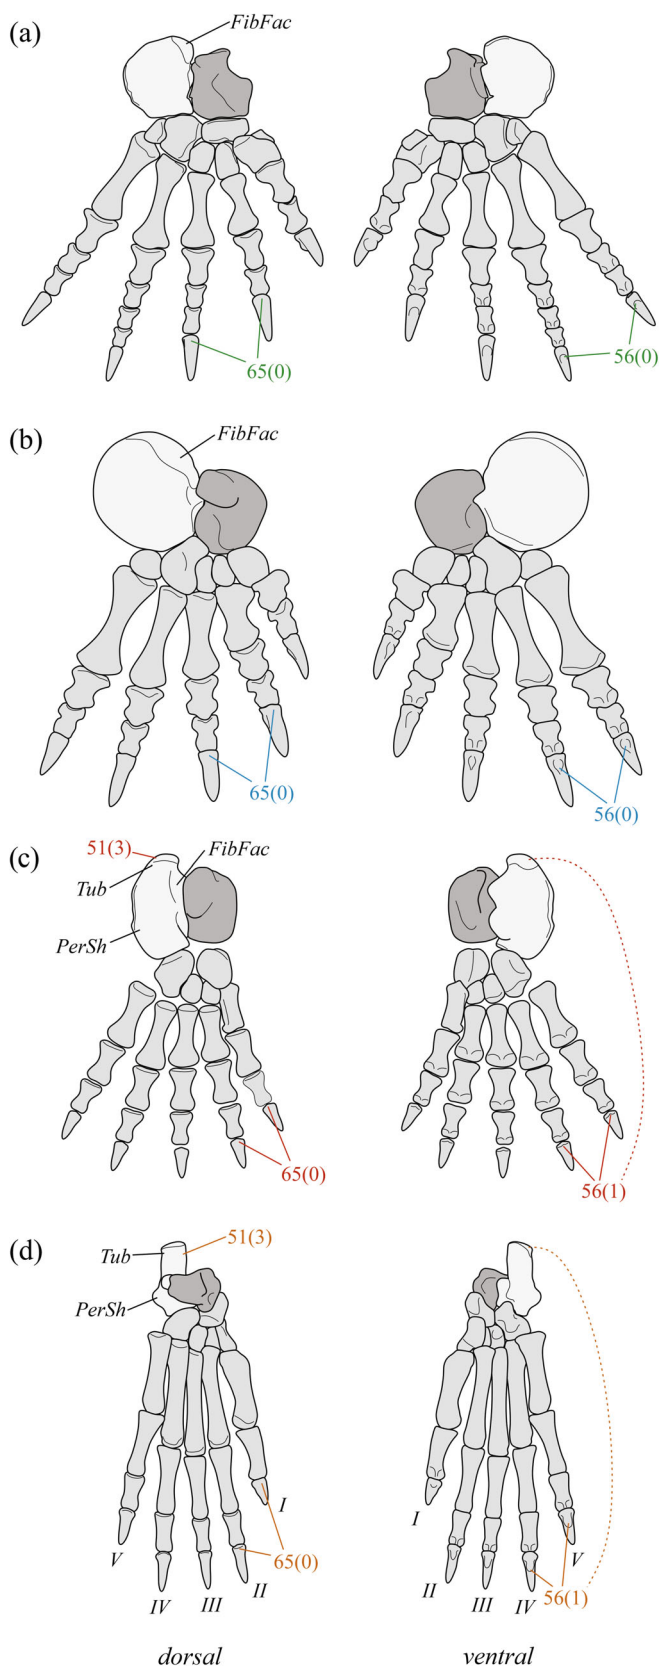 (a)
FibFac
65(0)
56(0)
(b)
FibFac
65(0)
56(0)
(c)
51(3)
FibFac
Tub
PerSh
65(0)
56(1)
(d)
Tub
51(3)
PerSh
I
I
65(0)
V
V
II
II
56(1)
IV
III
III
IV
dorsal
ventral